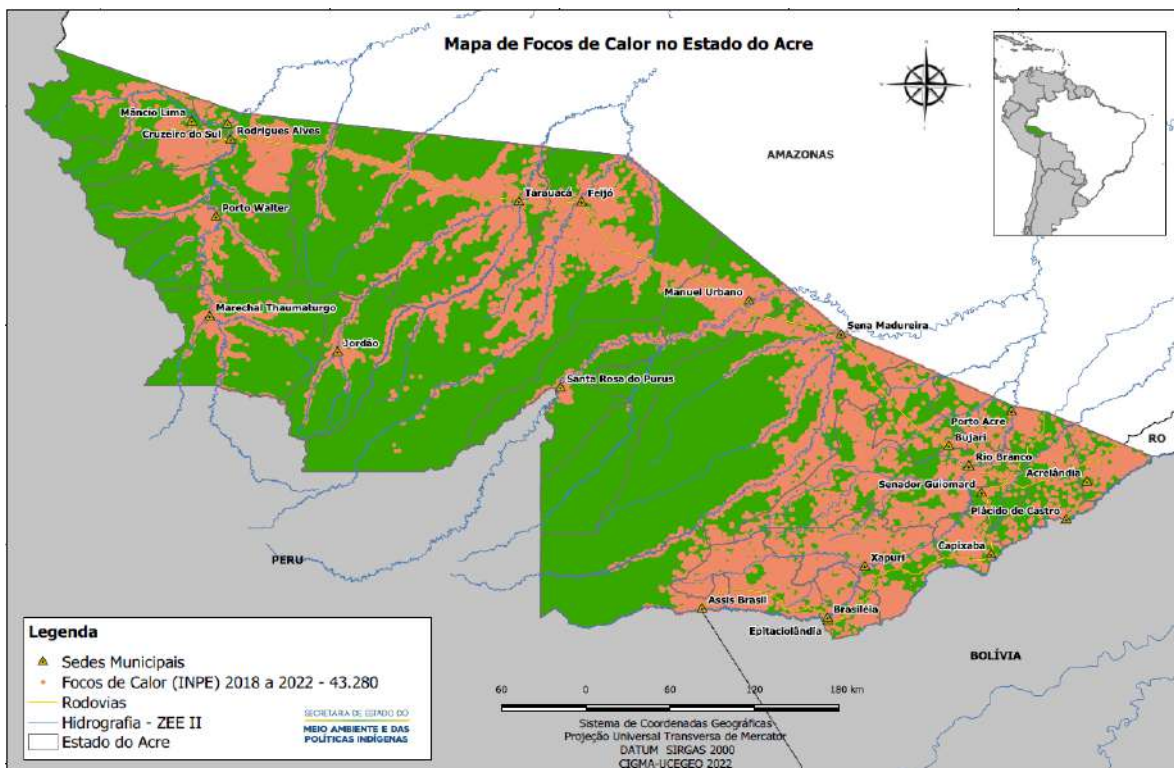 Mapa de Focos de Calor no Estado do Acre
AMAZONAS
Mâncio Lima
Rodrigues Alves
Cruzeiro do Sul
Tarauacá
Feijó
Porto Walter
Manuel Urbano
Marechal Thaumaturgo
Sena Madureira
Jordão
Santa Rosa do Purus
Porto Acre
RO
Bujari
Rio Branco
Acrelândia
Senador Guiomard
Plácido de Castro
Capixaba
PERU
Xapuri
Assis Brasil
Brasiléia
Epitaciolândia
BOLÍVIA
Legenda
Sedes Municipais
Focos de Calor (INPE) 2018 a 2022 - 43.280
Rodovias
Hidrografia - ZEE II
Estado do Acre
SECRETARIA DE ESTADO DO
MEIO AMBIENTE E DAS
POLÍTICAS INDÍGENAS
60 0 60 120 180 km
Sistema de Coordenadas Geográficas
Projeção Universal Transversa de Mercator
DATUM SIRGAS 2000
CIGMA-UCEGEO 2022